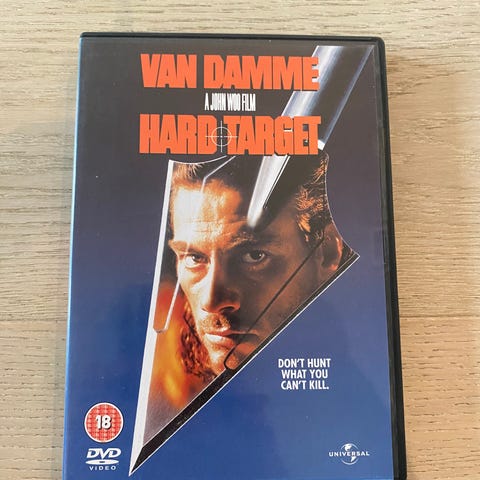 VAN DAMME
A JOHN WOO FILM
HARD TARGET
DON'T HUNT
WHAT YOU
CAN'T KILL.
18
DVD
VIDEO
UNIVERSAL